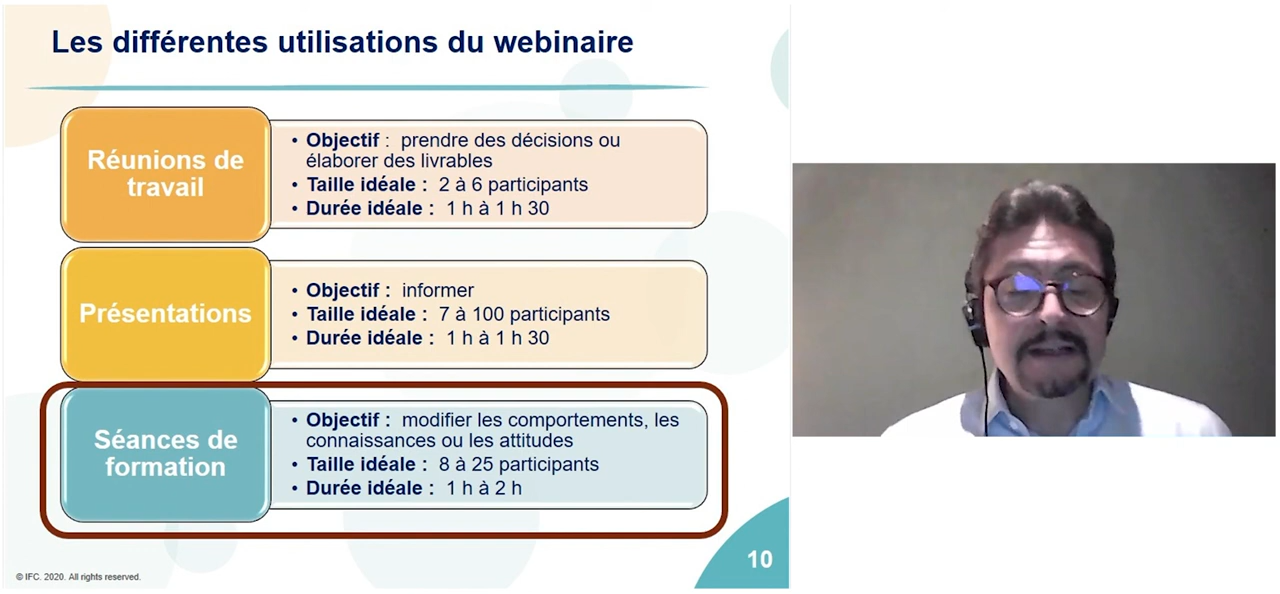 Les différentes utilisations du webinaire
Réunions de
travail
• Objectif : prendre des décisions ou
élaborer des livrables
• Taille idéale : 2 à 6 participants
• Durée idéale : 1 h à 1 h 30
Présentations
• Objectif : informer
• Taille idéale : 7 à 100 participants
• Durée idéale : 1 h à 1 h 30
Séances de
formation
• Objectif : modifier les comportements, les
connaissances ou les attitudes
• Taille idéale : 8 à 25 participants
• Durée idéale : 1 h à 2 h
10
© IFC. 2020. All rights reserved.